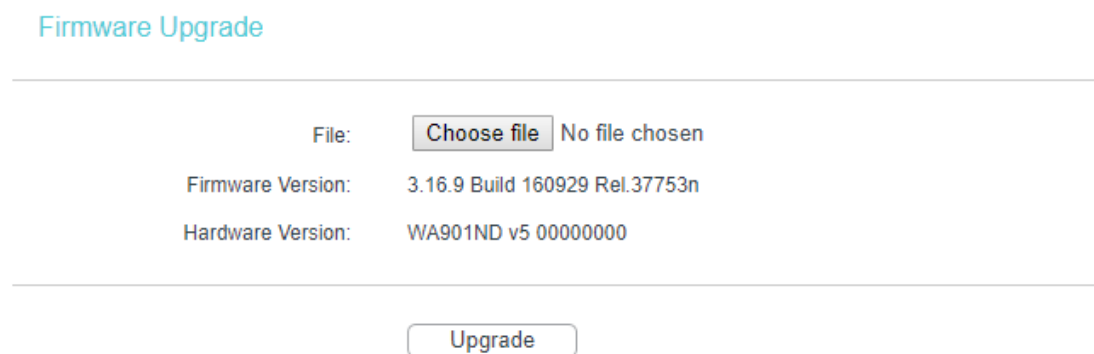 Firmware Upgrade
File: Choose file No file chosen
Firmware Version: 3.16.9 Build 160929 Rel.37753n
Hardware Version: WA901ND v5 00000000
Upgrade